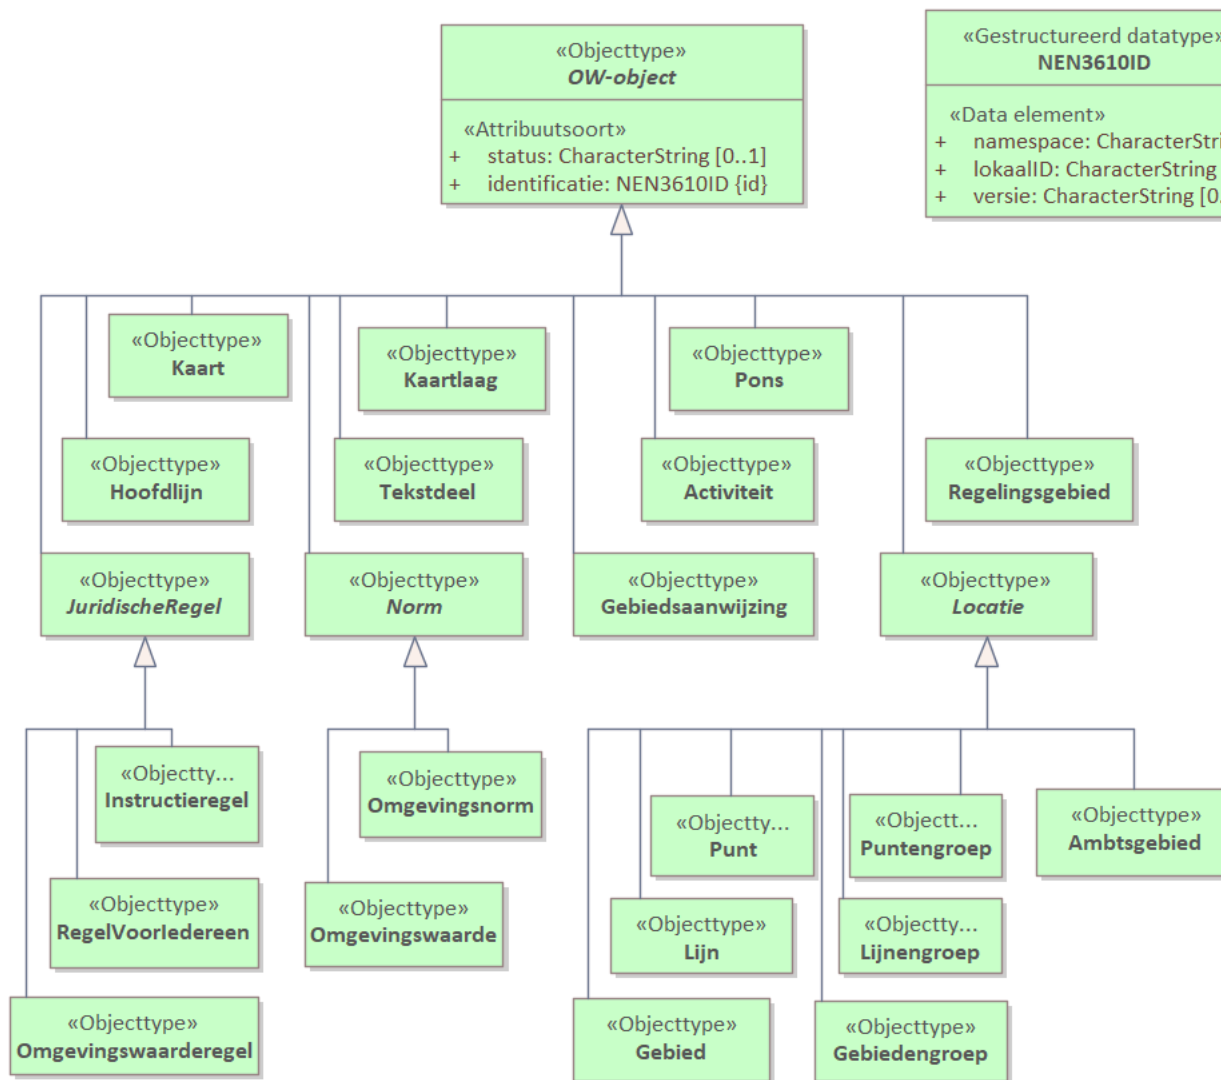 «Objecttype»
OW-object
«Attribuutsoort»
+ status: CharacterString [0..1]
+ identificatie: NEN3610ID {id}
«Gestructureerd datatype»
NEN3610ID
«Data element»
+ namespace: CharacterStri
+ lokaalID: CharacterString
+ versie: CharacterString [0.
«Objecttype»
Kaart
«Objecttype»
Kaartlaag
«Objecttype»
Pons
«Objecttype»
Hoofdlijn
«Objecttype»
Tekstdeel
«Objecttype»
Activiteit
«Objecttype»
Regelingsgebied
«Objecttype»
JuridischeRegel
«Objecttype»
Norm
«Objecttype»
Gebiedsaanwijzing
«Objecttype»
Locatie
«Objectty...
Instructieregel
«Objecttype»
Omgevingsnorm
«Objectty...
Punt
«Objectt...
Puntengroep
«Objecttype»
Ambtsgebied
«Objecttype»
RegelVoorIedereen
«Objecttype»
Omgevingswaarde
«Objecttype»
Lijn
«Objectty...
Lijnengroep
«Objecttype»
Omgevingswaarderegel
«Objecttype»
Gebied
«Objecttype»
Gebiedengroep